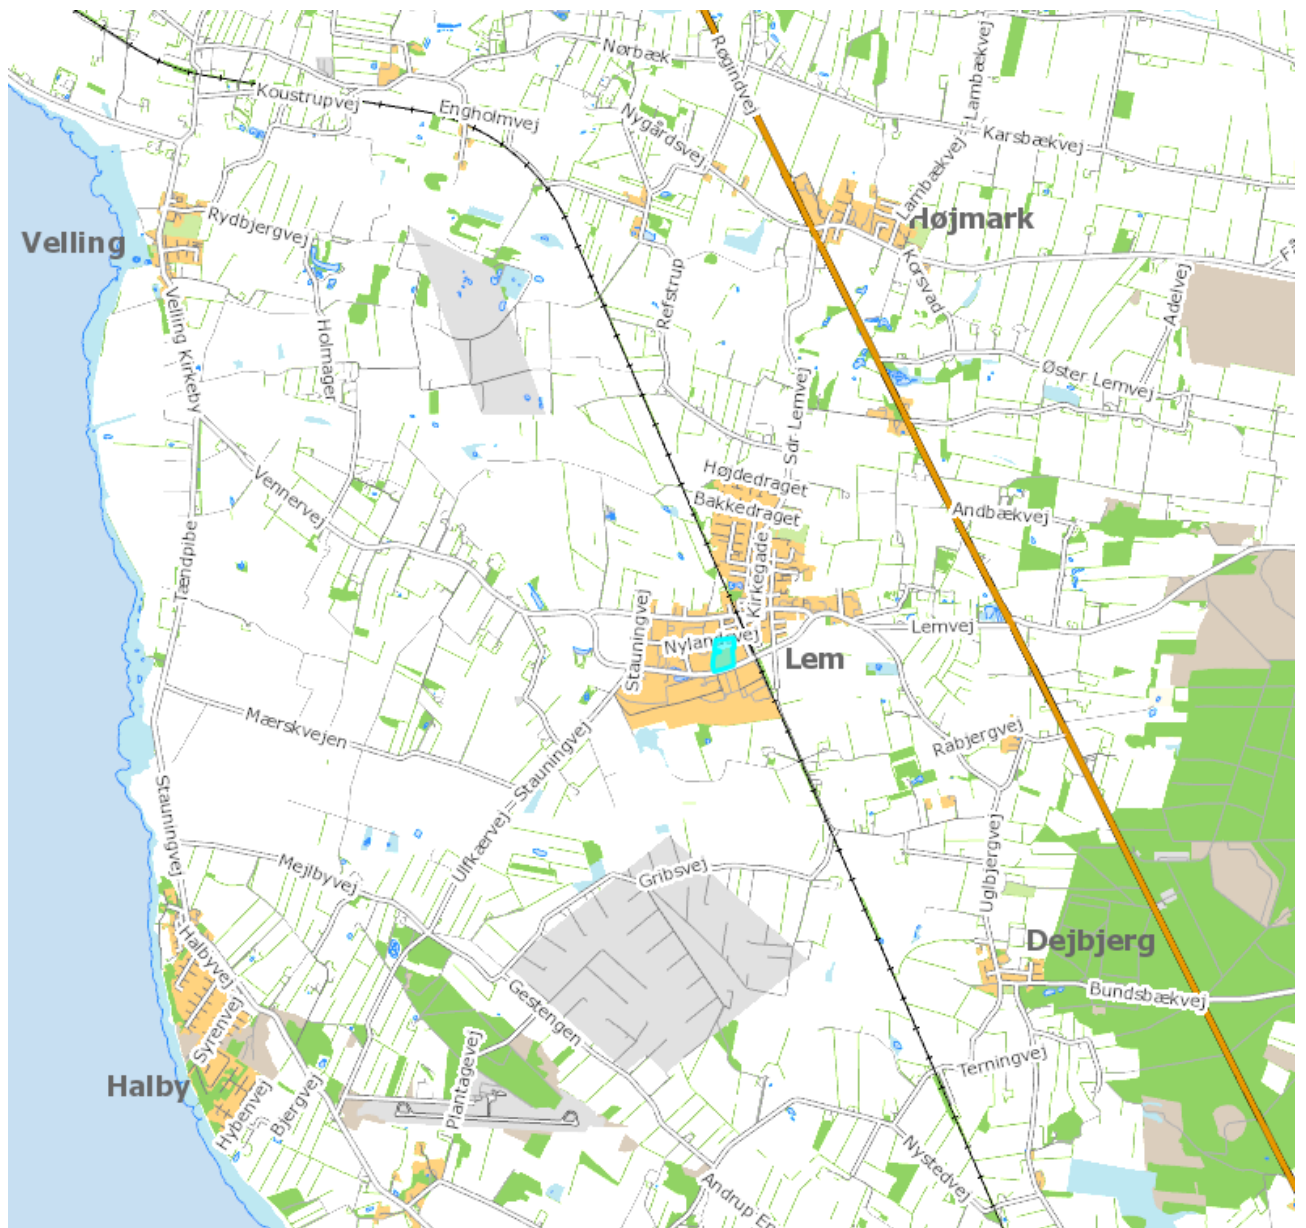 Nørbæk
Røgindvej
Lambækvej
Koustrupvej
Engholmvej
Nygårdsvej
Karsbækvej
Lambækvej
Rydbjergvej
Højmark
Velling
Korsvad
Refstrup
Adelvej
Velling Kirkeby
Holmager
Øster Lemvej
Sdr Lemvej
Højdedraget
Vennervej
Bakkedraget
Andbækvej
Tændpibe
Kirkegade
Stauningvej
Nylandsvej
Lemvej
Lem
Mærskvejen
Rabjergvej
Stauningvej
Stauningvej
Ulfkærvej
Mejlbyvej
Gribsvej
Uglbjergvej
Halbyvej
Dejbjerg
Gestengen
Bundsbækvej
Syrenvej
Plantagevej
Terningvej
Halby
Hybenvej
Bjergvej
Nystedvej
Andrup